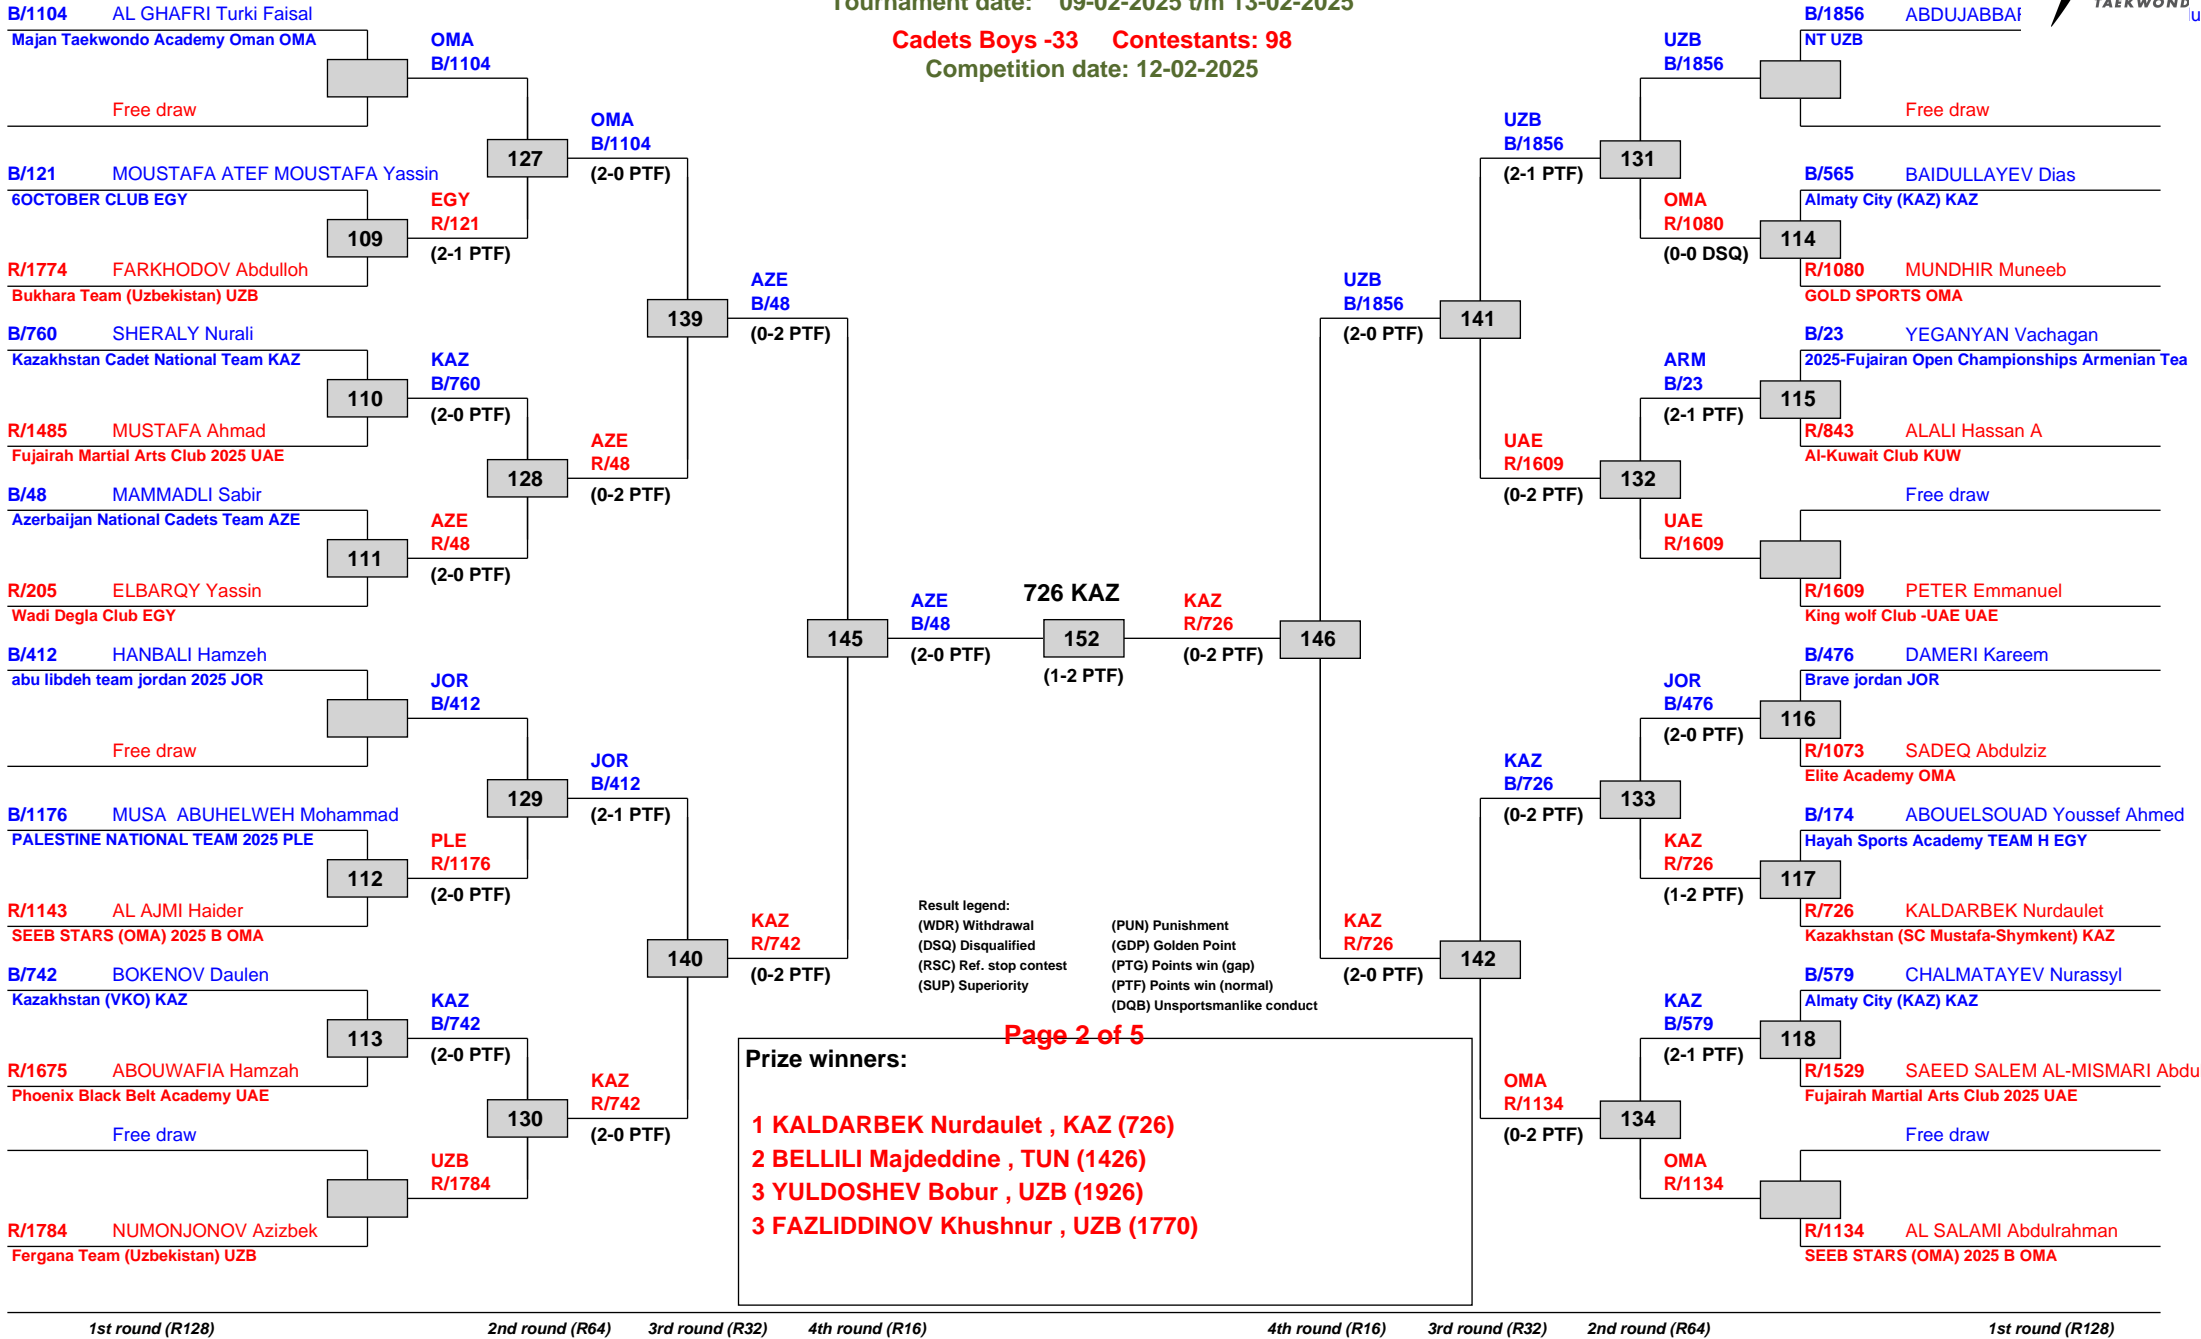 Tournament date: 09-02-2025 t/m 13-02-2025
Cadets Boys -33 Contestants: 98
Competition date: 12-02-2025
TAEKWOND
B/1104 AL GHAFRI Turki Faisal
Majan Taekwondo Academy Oman OMA
Free draw
B/121 MOUSTAFA ATEF MOUSTAFA Yassin
6OCTOBER CLUB EGY
109
R/1774 FARKHODOV Abdulloh
Bukhara Team (Uzbekistan) UZB
B/760 SHERALY Nurali
Kazakhstan Cadet National Team KAZ
110
R/1485 MUSTAFA Ahmad
Fujairah Martial Arts Club 2025 UAE
B/48 MAMMADLI Sabir
Azerbaijan National Cadets Team AZE
111
R/205 ELBARQY Yassin
Wadi Degla Club EGY
B/412 HANBALI Hamzeh
abu libdeh team jordan 2025 JOR
Free draw
B/1176 MUSA ABUHELWEH Mohammad
PALESTINE NATIONAL TEAM 2025 PLE
112
R/1143 AL AJMI Haider
SEEB STARS (OMA) 2025 B OMA
B/742 BOKENOV Daulen
Kazakhstan (VKO) KAZ
113
R/1675 ABOUWAFIA Hamzah
Phoenix Black Belt Academy UAE
Free draw
R/1784 NUMONJONOV Azizbek
Fergana Team (Uzbekistan) UZB
OMA
B/1104
127
EGY
R/121
(2-1 PTF)
KAZ
B/760
(2-0 PTF)
128
AZE
R/48
(2-0 PTF)
JOR
B/412
129
PLE
R/1176
(2-0 PTF)
KAZ
B/742
(2-0 PTF)
130
UZB
R/1784
OMA
B/1104
(2-0 PTF)
139
AZE
R/48
(0-2 PTF)
JOR
B/412
(2-1 PTF)
140
KAZ
R/742
(2-0 PTF)
AZE
B/48
(0-2 PTF)
145
KAZ
R/742
(0-2 PTF)
AZE
B/48
(2-0 PTF)
726 KAZ
152
(1-2 PTF)
KAZ
R/726
(0-2 PTF)
UZB
B/1856
(2-0 PTF)
146
KAZ
R/726
(2-0 PTF)
UZB
B/1856
(2-1 PTF)
141
UAE
R/1609
(0-2 PTF)
KAZ
B/726
(0-2 PTF)
142
OMA
R/1134
(0-2 PTF)
UZB
B/1856
131
OMA
R/1080
(0-0 DSQ)
ARM
B/23
(2-1 PTF)
132
UAE
R/1609
JOR
B/476
(2-0 PTF)
133
KAZ
R/726
(1-2 PTF)
KAZ
B/579
(2-1 PTF)
134
OMA
R/1134
B/1856
NT UZB
Free draw
B/565 BAIDULLAYEV Dias
Almaty City (KAZ) KAZ
114
R/1080 MUNDHIR Muneeb
GOLD SPORTS OMA
B/23 YEGANYAN Vachagan
2025-Fujairan Open Championships Armenian Tea
115
R/843 ALALI Hassan A
Al-Kuwait Club KUW
Free draw
R/1609 PETER Emmanuel
King wolf Club -UAE UAE
B/476 DAMERI Kareem
Brave jordan JOR
116
R/1073 SADEQ Abdulziz
Elite Academy OMA
B/174 ABOUELSOUAD Youssef Ahmed
Hayah Sports Academy TEAM H EGY
117
R/726 KALDARBEK Nurdaulet
Kazakhstan (SC Mustafa-Shymkent) KAZ
B/579 CHALMATAYEV Nurassyl
Almaty City (KAZ) KAZ
118
R/1529 SAEED SALEM AL-MISMARI Abdu
Fujairah Martial Arts Club 2025 UAE
Free draw
R/1134 AL SALAMI Abdulrahman
SEEB STARS (OMA) 2025 B OMA
Result legend:
(WDR) Withdrawal (PUN) Punishment
(DSQ) Disqualified (GDP) Golden Point
(RSC) Ref. stop contest (PTG) Points win (gap)
(SUP) Superiority (PTF) Points win (normal)
(DQB) Unsportsmanlike conduct
Page 2 of 5
Prize winners:
1 KALDARBEK Nurdaulet , KAZ (726)
2 BELLILI Majdeddine , TUN (1426)
3 YULDOSHEV Bobur , UZB (1926)
3 FAZLIDDINOV Khushnur , UZB (1770)
1st round (R128) 2nd round (R64) 3rd round (R32) 4th round (R16) 4th round (R16) 3rd round (R32) 2nd round (R64) 1st round (R128)